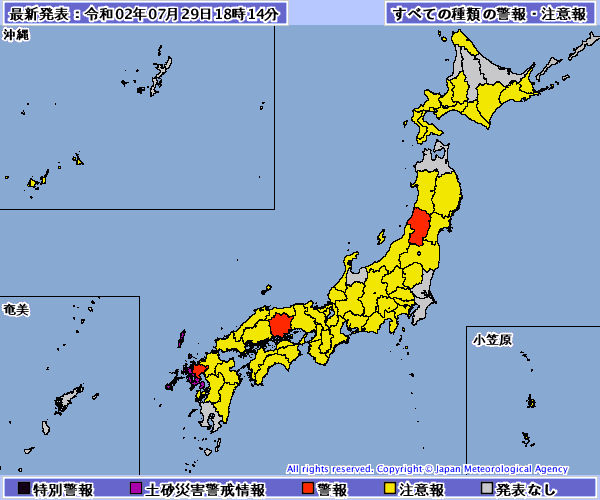 最新発表：令和02年07月29日18時14分
すべての種類の警報・注意報
沖縄
奄美
小笠原
All rights reserved. Copyright © Japan Meteorological Agency
特別警報 土砂災害警戒情報 警報 注意報 発表なし